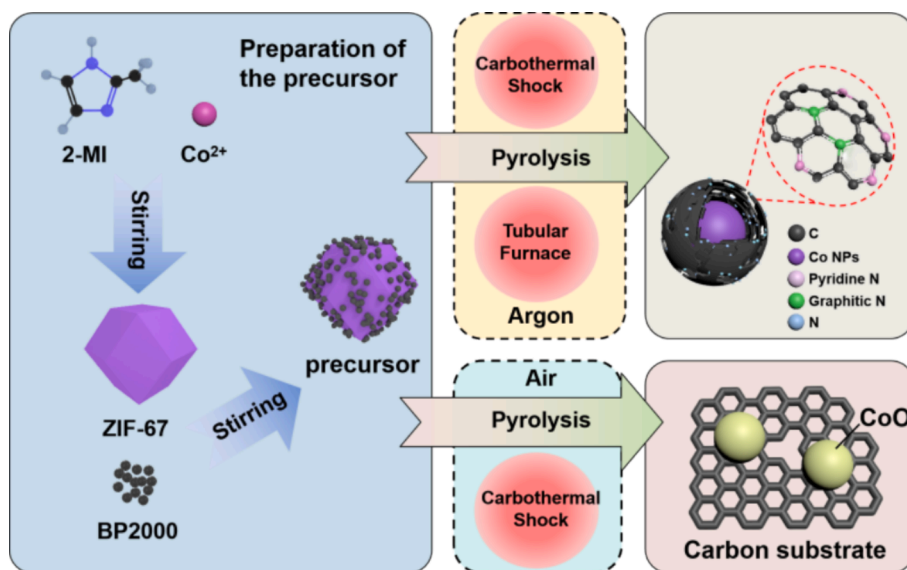 Preparation of
the precursor
2-MI
Co²⁺
Stirring
ZIF-67
BP2000
Stirring
precursor
Carbothermal
Shock
Pyrolysis
Tubular
Furnace
Argon
C
Co NPs
Pyridine N
Graphitic N
N
Air
Pyrolysis
Carbothermal
Shock
CoO
Carbon substrate